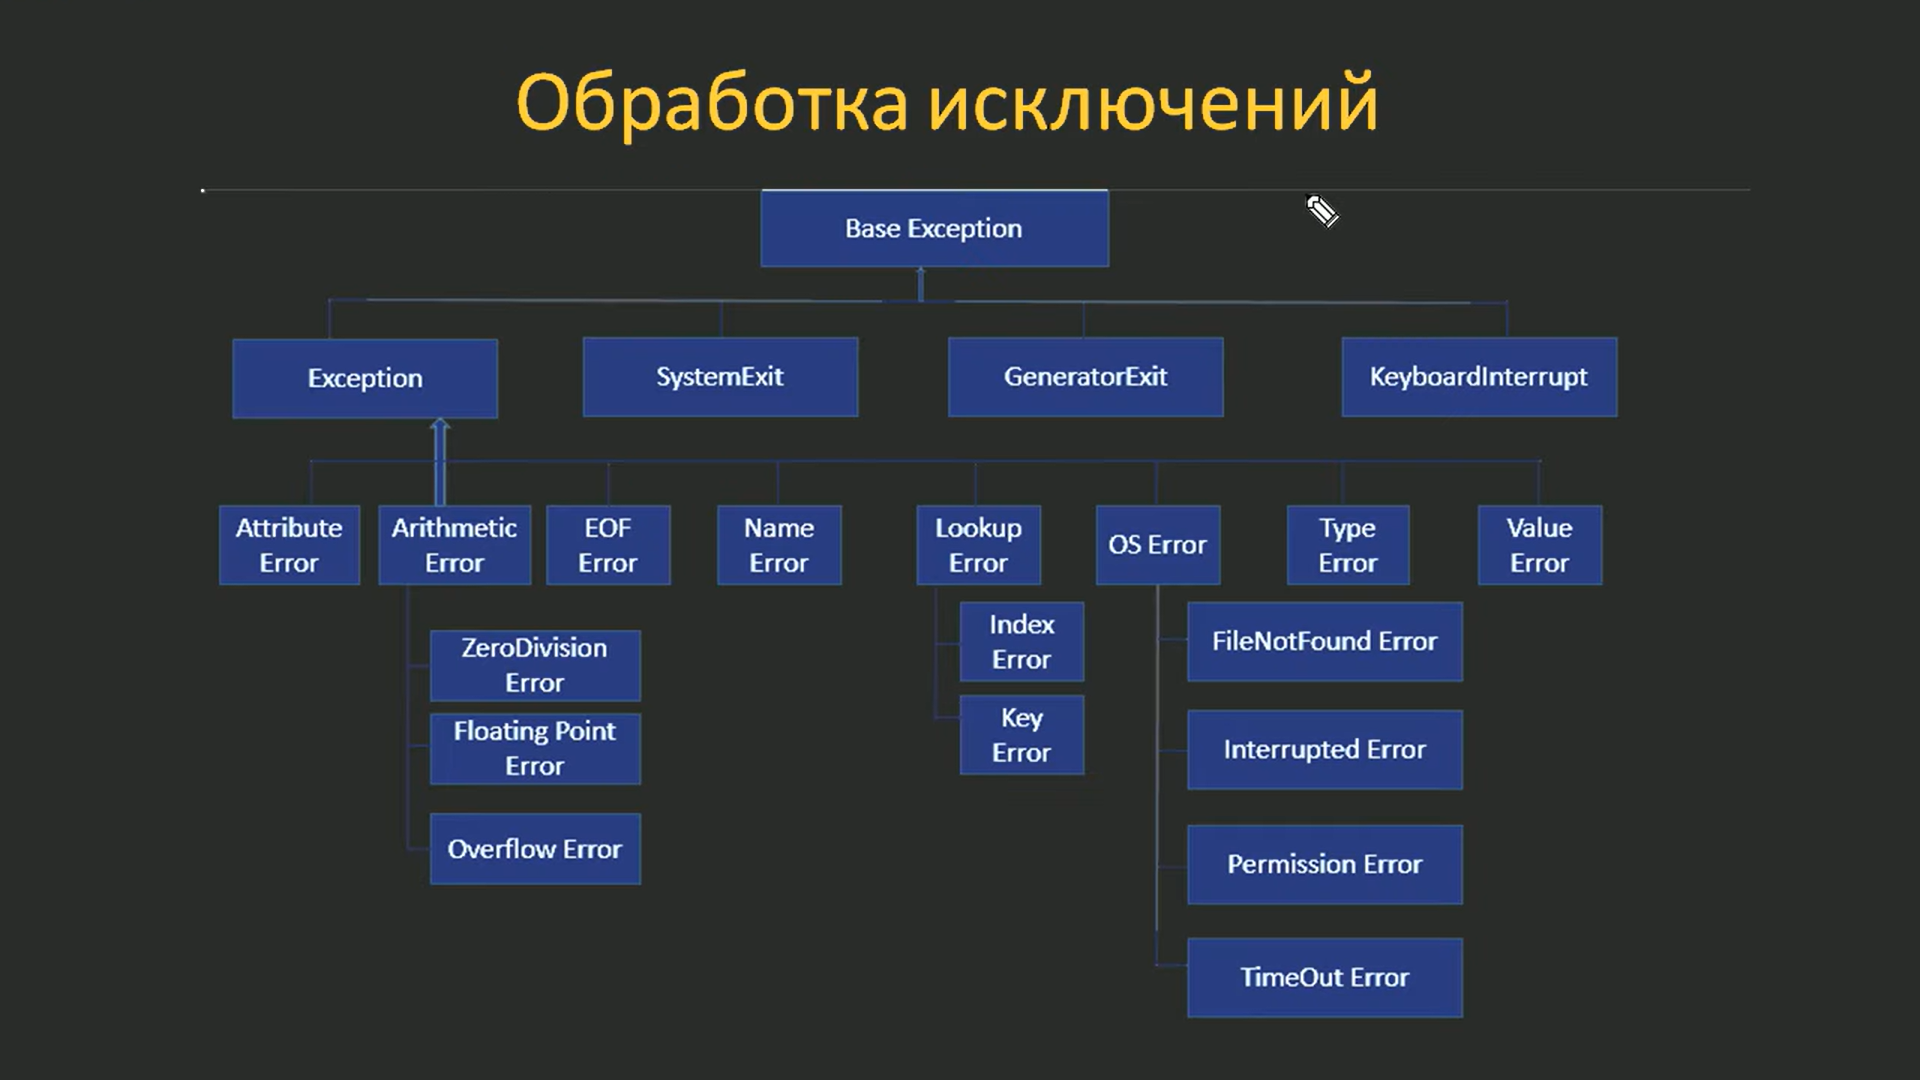 Обработка исключений
Base Exception
Exception
SystemExit
GeneratorExit
KeyboardInterrupt
Attribute
Error
Arithmetic
Error
EOF
Error
Name
Error
Lookup
Error
OS Error
Type
Error
Value
Error
ZeroDivision
Error
Floating Point
Error
Overflow Error
Index
Error
Key
Error
FileNotFound Error
Interrupted Error
Permission Error
TimeOut Error